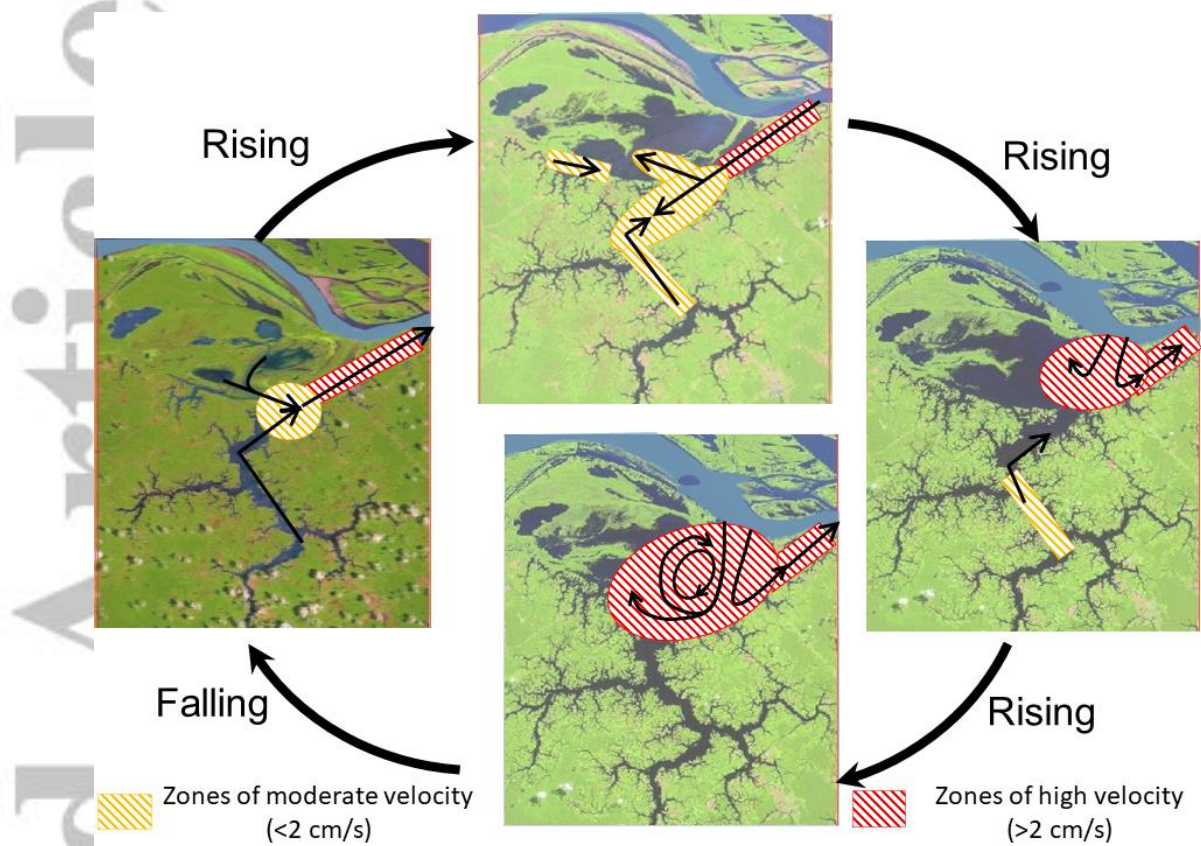 Rising
Rising
Rising
Falling
Zones of moderate velocity
(<2 cm/s)
Zones of high velocity
(>2 cm/s)